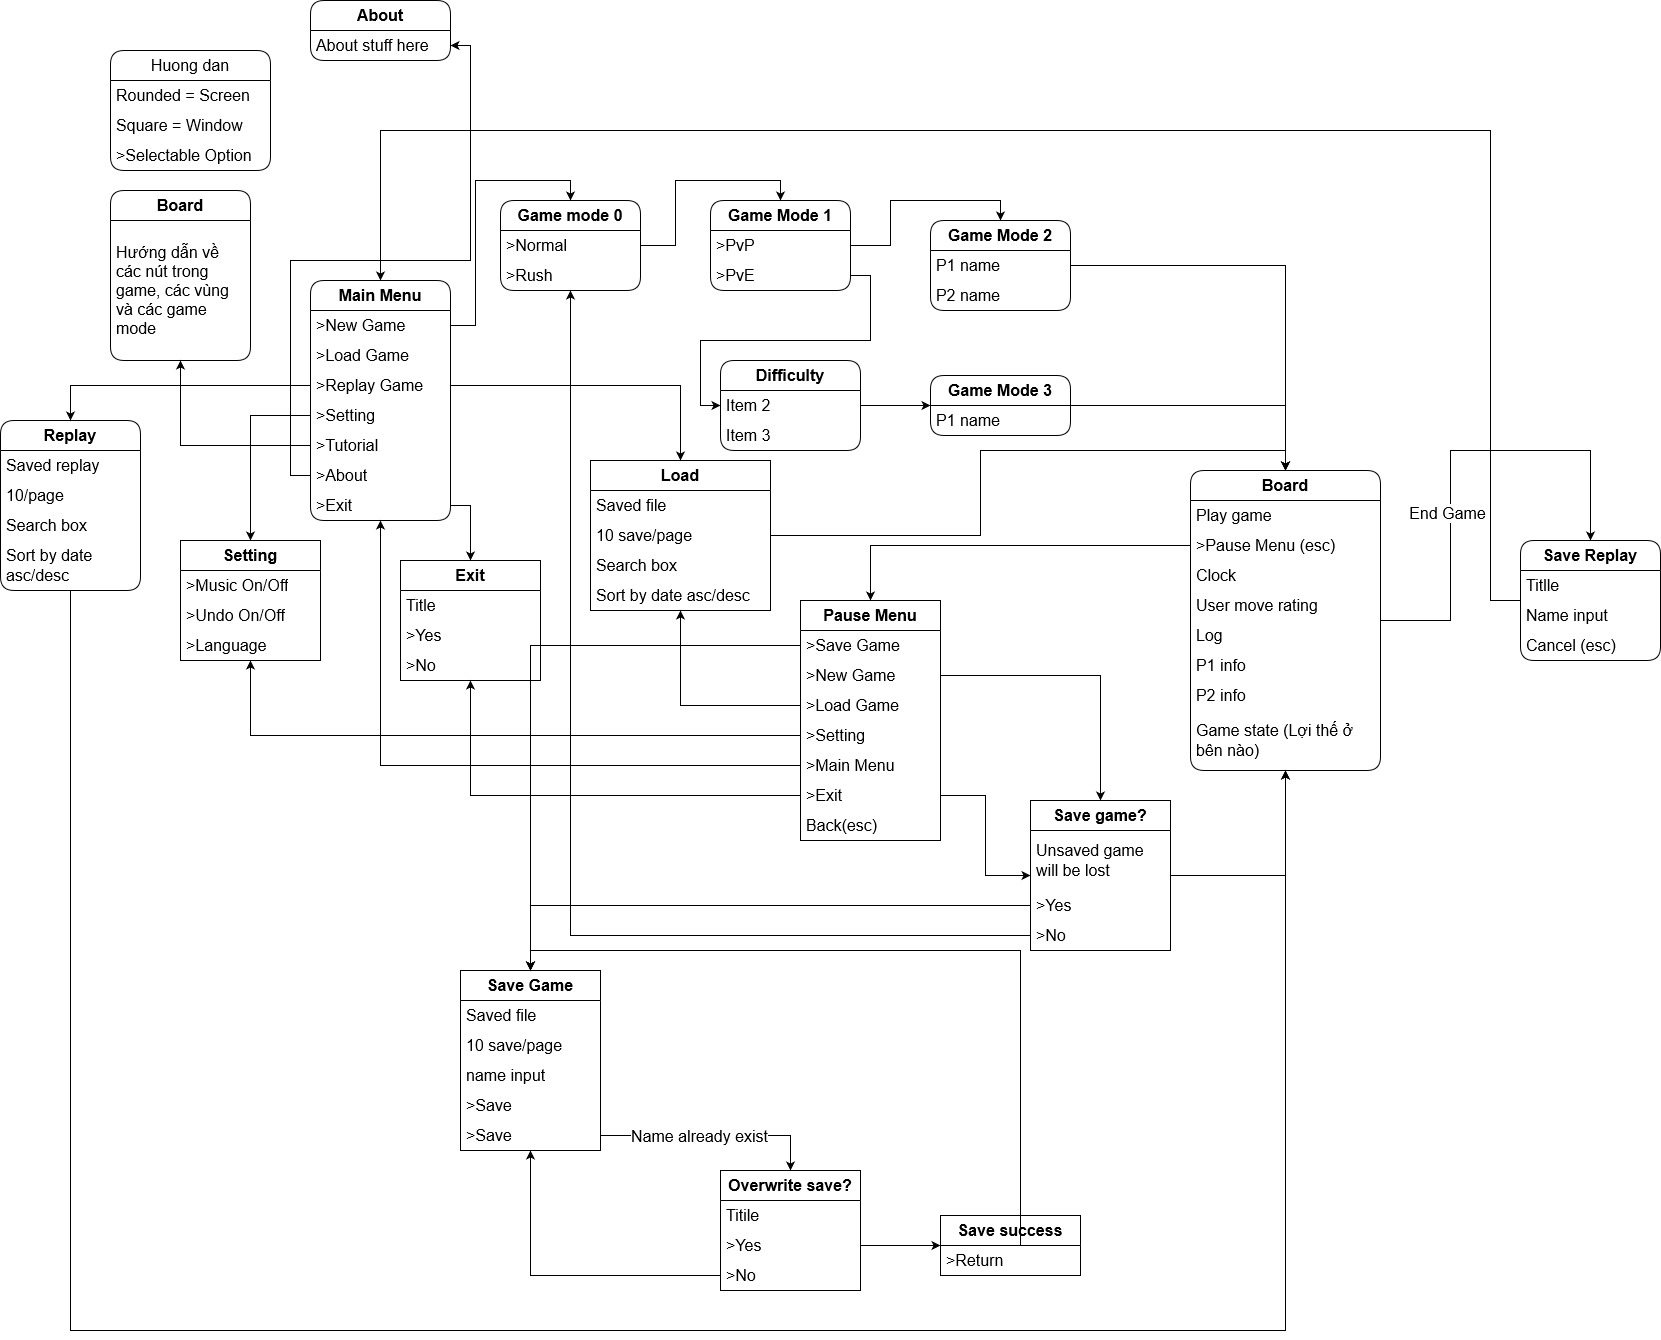 About
About stuff here
Huong dan
Rounded = Screen
Square = Window
>Selectable Option
Board
Hướng dẫn về
các nút trong
game, các vùng
và các game
mode
Main Menu
>New Game
>Load Game
>Replay Game
>Setting
>Tutorial
>About
>Exit
Game mode 0
>Normal
>Rush
Game Mode 1
>PvP
>PvE
Game Mode 2
P1 name
P2 name
Difficulty
Item 2
Item 3
Game Mode 3
P1 name
Replay
Saved replay
10/page
Search box
Sort by date
asc/desc
Setting
>Music On/Off
>Undo On/Off
>Language
Exit
Title
>Yes
>No
Load
Saved file
10 save/page
Search box
Sort by date asc/desc
Pause Menu
>Save Game
>New Game
>Load Game
>Setting
>Main Menu
>Exit
Back(esc)
Board
Play game
>Pause Menu (esc)
Clock
User move rating
Log
P1 info
P2 info
Game state (Lợi thế ở
bên nào)
End Game
Save Replay
Titlle
Name input
Cancel (esc)
Save game?
Unsaved game
will be lost
>Yes
>No
Save Game
Saved file
10 save/page
name input
>Save
>Save
Name already exist
Overwrite save?
Titile
>Yes
>No
Save success
>Return